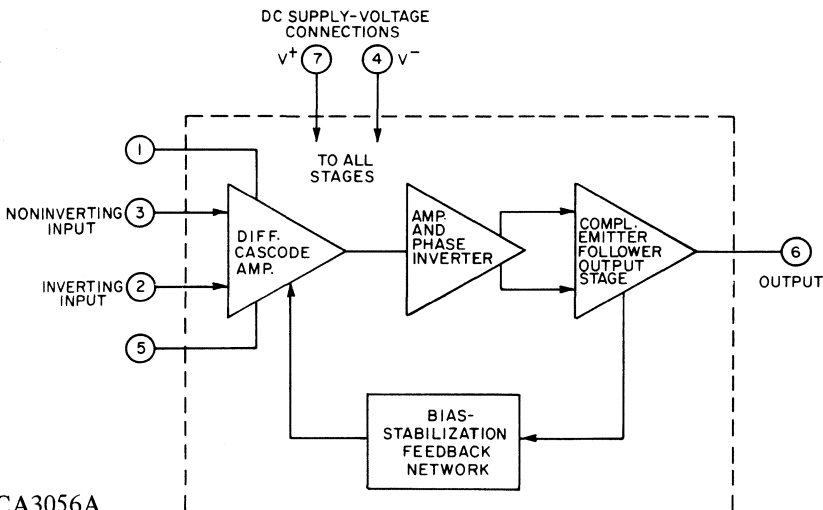 DC SUPPLY-VOLTAGE
CONNECTIONS
V+ 7 4 V-
TO ALL
STAGES
1
NONINVERTING
INPUT
3
INVERTING
INPUT
2
5
DIFF.
CASCODE
AMP.
AMP.
AND
PHASE
INVERTER
COMPL.
EMITTER
FOLLOWER
OUTPUT
STAGE
6
OUTPUT
BIAS-
STABILIZATION
FEEDBACK
NETWORK
CA3056A